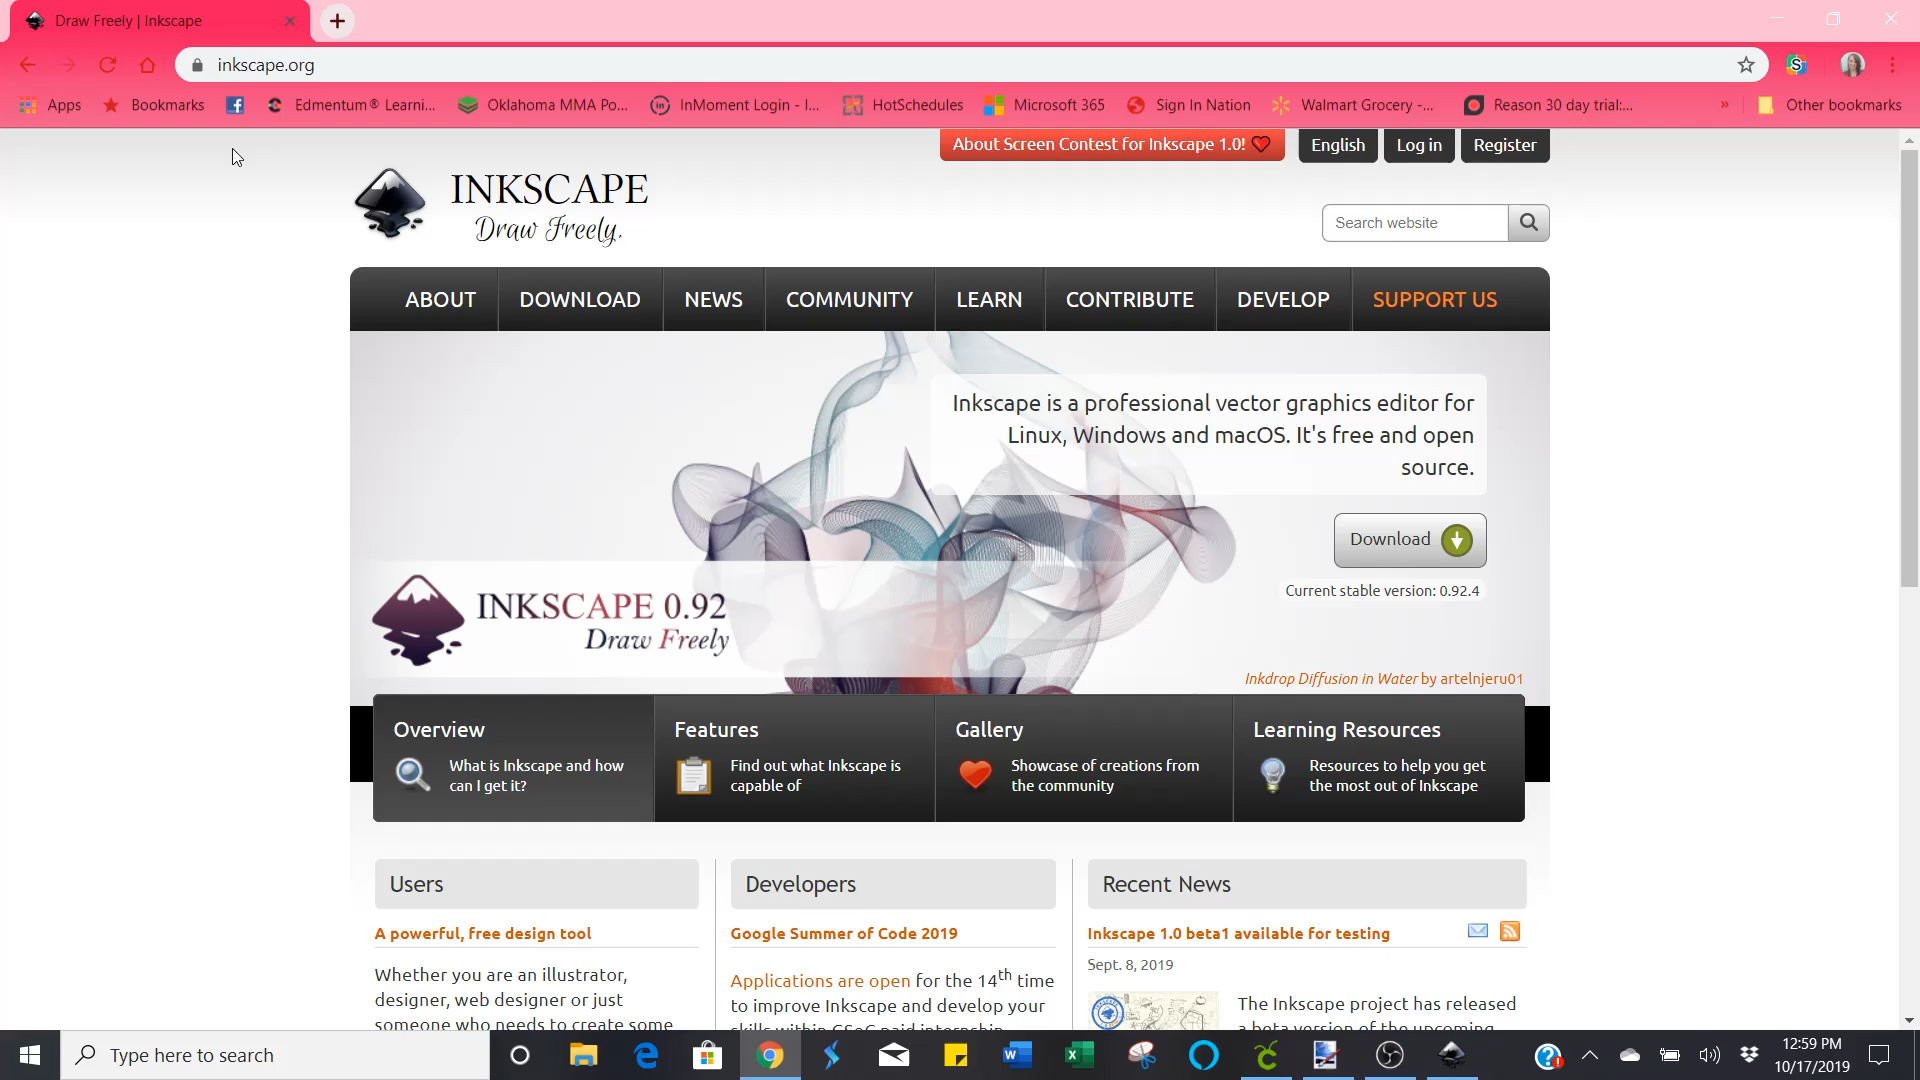 Draw Freely | Inkscape
inkscape.org
Apps
Bookmarks
Edmentum® Learni...
Oklahoma MMA Po...
InMoment Login - I...
HotSchedules
Microsoft 365
Sign In Nation
Walmart Grocery -...
Reason 30 day trial:...
»
Other bookmarks
About Screen Contest for Inkscape 1.0!
English
Log in
Register
INKSCAPE
Draw Freely.
Search website
ABOUT
DOWNLOAD
NEWS
COMMUNITY
LEARN
CONTRIBUTE
DEVELOP
SUPPORT US
Inkscape is a professional vector graphics editor for
Linux, Windows and macOS. It's free and open
source.
Download
Current stable version: 0.92.4
INKSCAPE 0.92
Draw Freely
Inkdrop Diffusion in Water by artelnjeru01
Overview
What is Inkscape and how
can I get it?
Features
Find out what Inkscape is
capable of
Gallery
Showcase of creations from
the community
Learning Resources
Resources to help you get
the most out of Inkscape
Users
A powerful, free design tool
Whether you are an illustrator,
designer, web designer or just
someone who needs to create some
Developers
Google Summer of Code 2019
Applications are open for the 14th time
to improve Inkscape and develop your
skills within GSoC paid internship
Recent News
Inkscape 1.0 beta1 available for testing
Sept. 8, 2019
The Inkscape project has released
a beta version of the upcoming
Type here to search
12:59 PM
10/17/2019